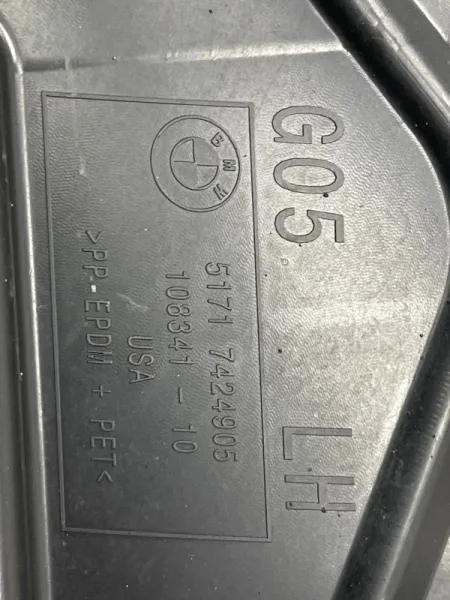 G05 LH
BMW
5171 7424905
108341 - 10
USA
>PP-EPDM + PET<